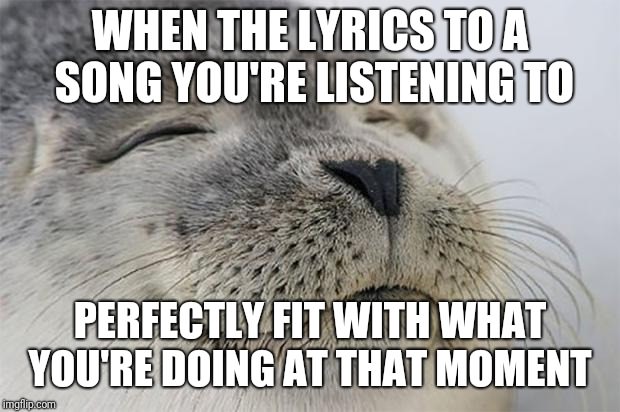 WHEN THE LYRICS TO A
SONG YOU'RE LISTENING TO
PERFECTLY FIT WITH WHAT
YOU'RE DOING AT THAT MOMENT
imgflip.com